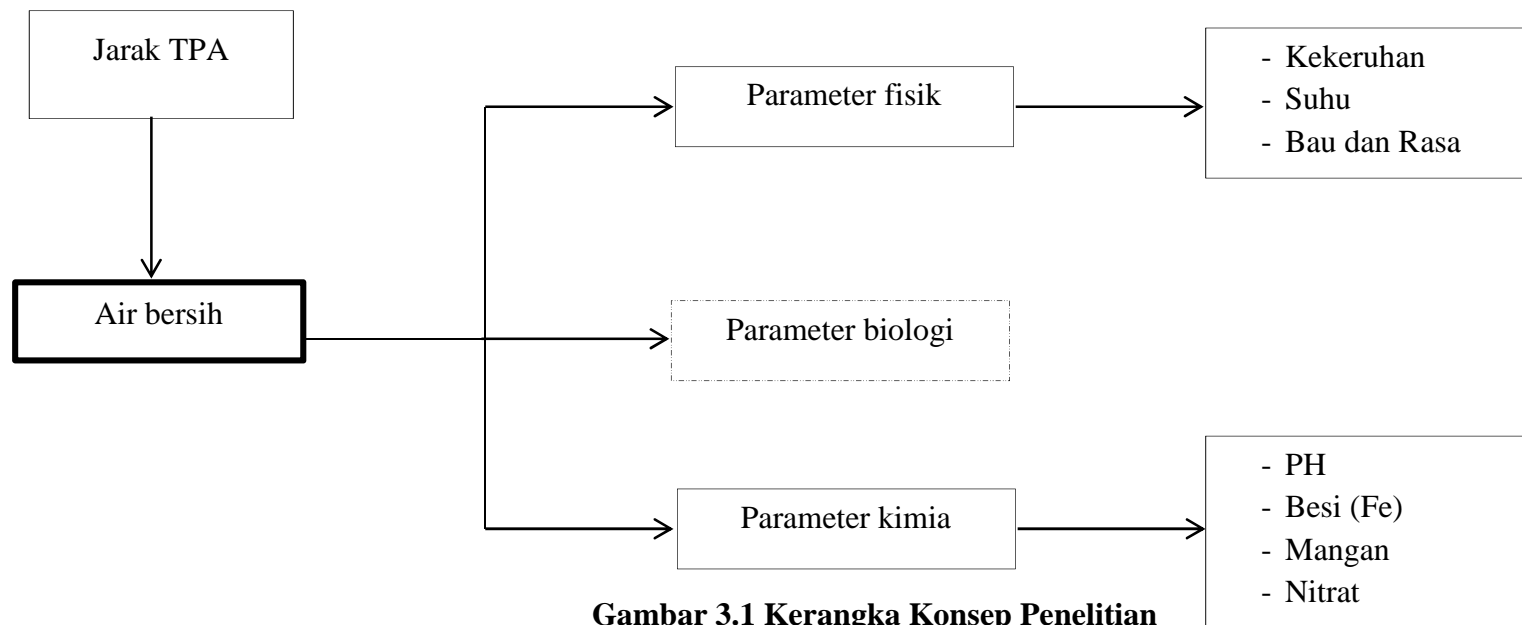 Jarak TPA
Air bersih
Parameter fisik
- Kekeruhan
- Suhu
- Bau dan Rasa
Parameter biologi
Parameter kimia
- PH
- Besi (Fe)
- Mangan
- Nitrat
Gambar 3.1 Kerangka Konsep Penelitian